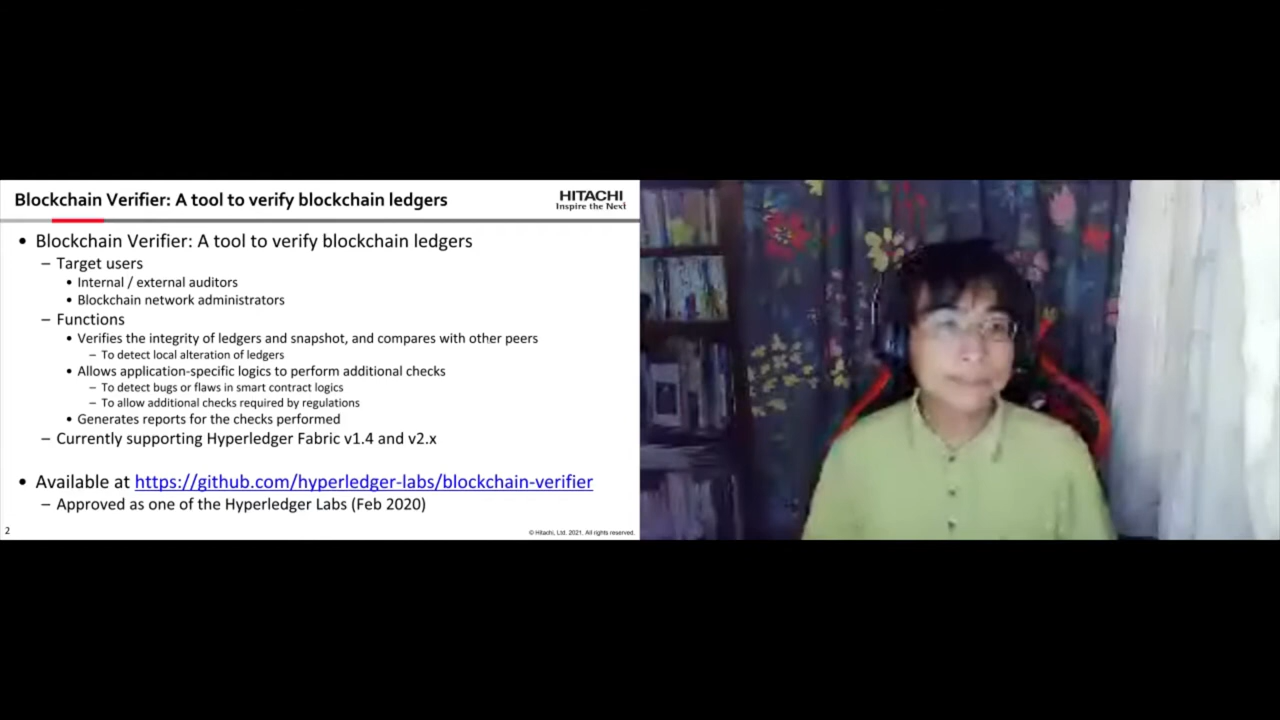 Blockchain Verifier: A tool to verify blockchain ledgers
HITACHI
Inspire the Next
• Blockchain Verifier: A tool to verify blockchain ledgers
– Target users
• Internal / external auditors
• Blockchain network administrators
– Functions
• Verifies the integrity of ledgers and snapshot, and compares with other peers
– To detect local alteration of ledgers
• Allows application-specific logics to perform additional checks
– To detect bugs or flaws in smart contract logics
– To allow additional checks required by regulations
• Generates reports for the checks performed
– Currently supporting Hyperledger Fabric v1.4 and v2.x
• Available at https://github.com/hyperledger-labs/blockchain-verifier
– Approved as one of the Hyperledger Labs (Feb 2020)
2
© Hitachi, Ltd. 2021. All rights reserved.